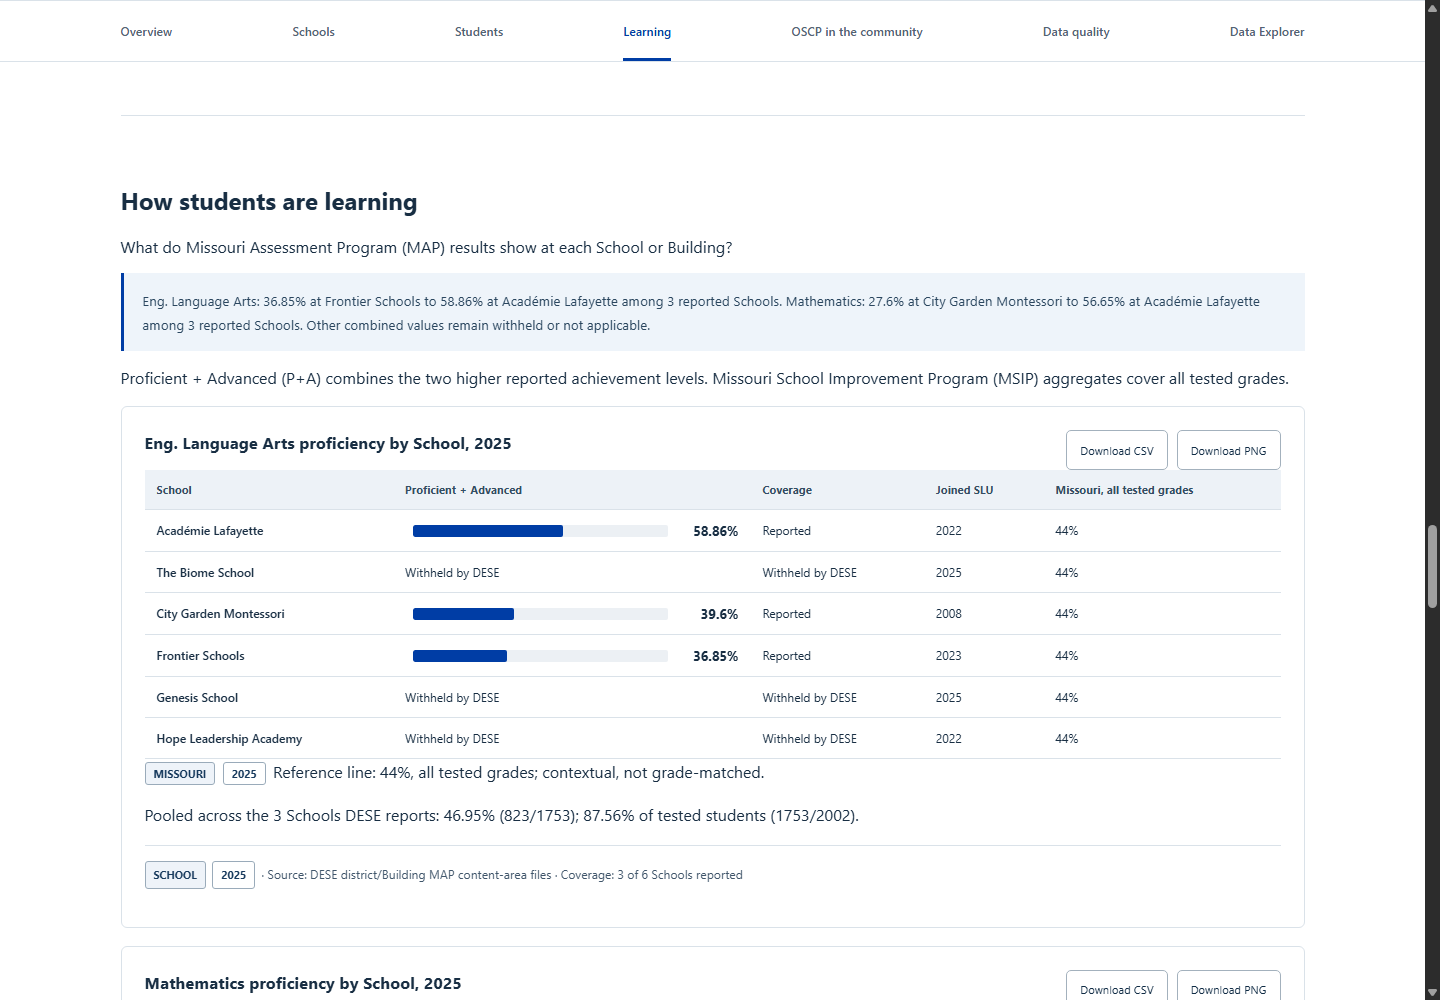 Overview Schools Students Learning OSCP in the community Data quality Data Explorer
How students are learning
What do Missouri Assessment Program (MAP) results show at each School or Building?
Eng. Language Arts: 36.85% at Frontier Schools to 58.86% at Académie Lafayette among 3 reported Schools. Mathematics: 27.6% at City Garden Montessori to 56.65% at Académie Lafayette
among 3 reported Schools. Other combined values remain withheld or not applicable.
Proficient + Advanced (P+A) combines the two higher reported achievement levels. Missouri School Improvement Program (MSIP) aggregates cover all tested grades.
Eng. Language Arts proficiency by School, 2025
Download CSV Download PNG
School Proficient + Advanced Coverage Joined SLU Missouri, all tested grades
Académie Lafayette 58.86% Reported 2022 44%
The Biome School Withheld by DESE Withheld by DESE 2025 44%
City Garden Montessori 39.6% Reported 2008 44%
Frontier Schools 36.85% Reported 2023 44%
Genesis School Withheld by DESE Withheld by DESE 2025 44%
Hope Leadership Academy Withheld by DESE Withheld by DESE 2022 44%
MISSOURI 2025 Reference line: 44%, all tested grades; contextual, not grade-matched.
Pooled across the 3 Schools DESE reports: 46.95% (823/1753); 87.56% of tested students (1753/2002).
SCHOOL 2025 · Source: DESE district/Building MAP content-area files · Coverage: 3 of 6 Schools reported
Mathematics proficiency by School, 2025
Download CSV Download PNG